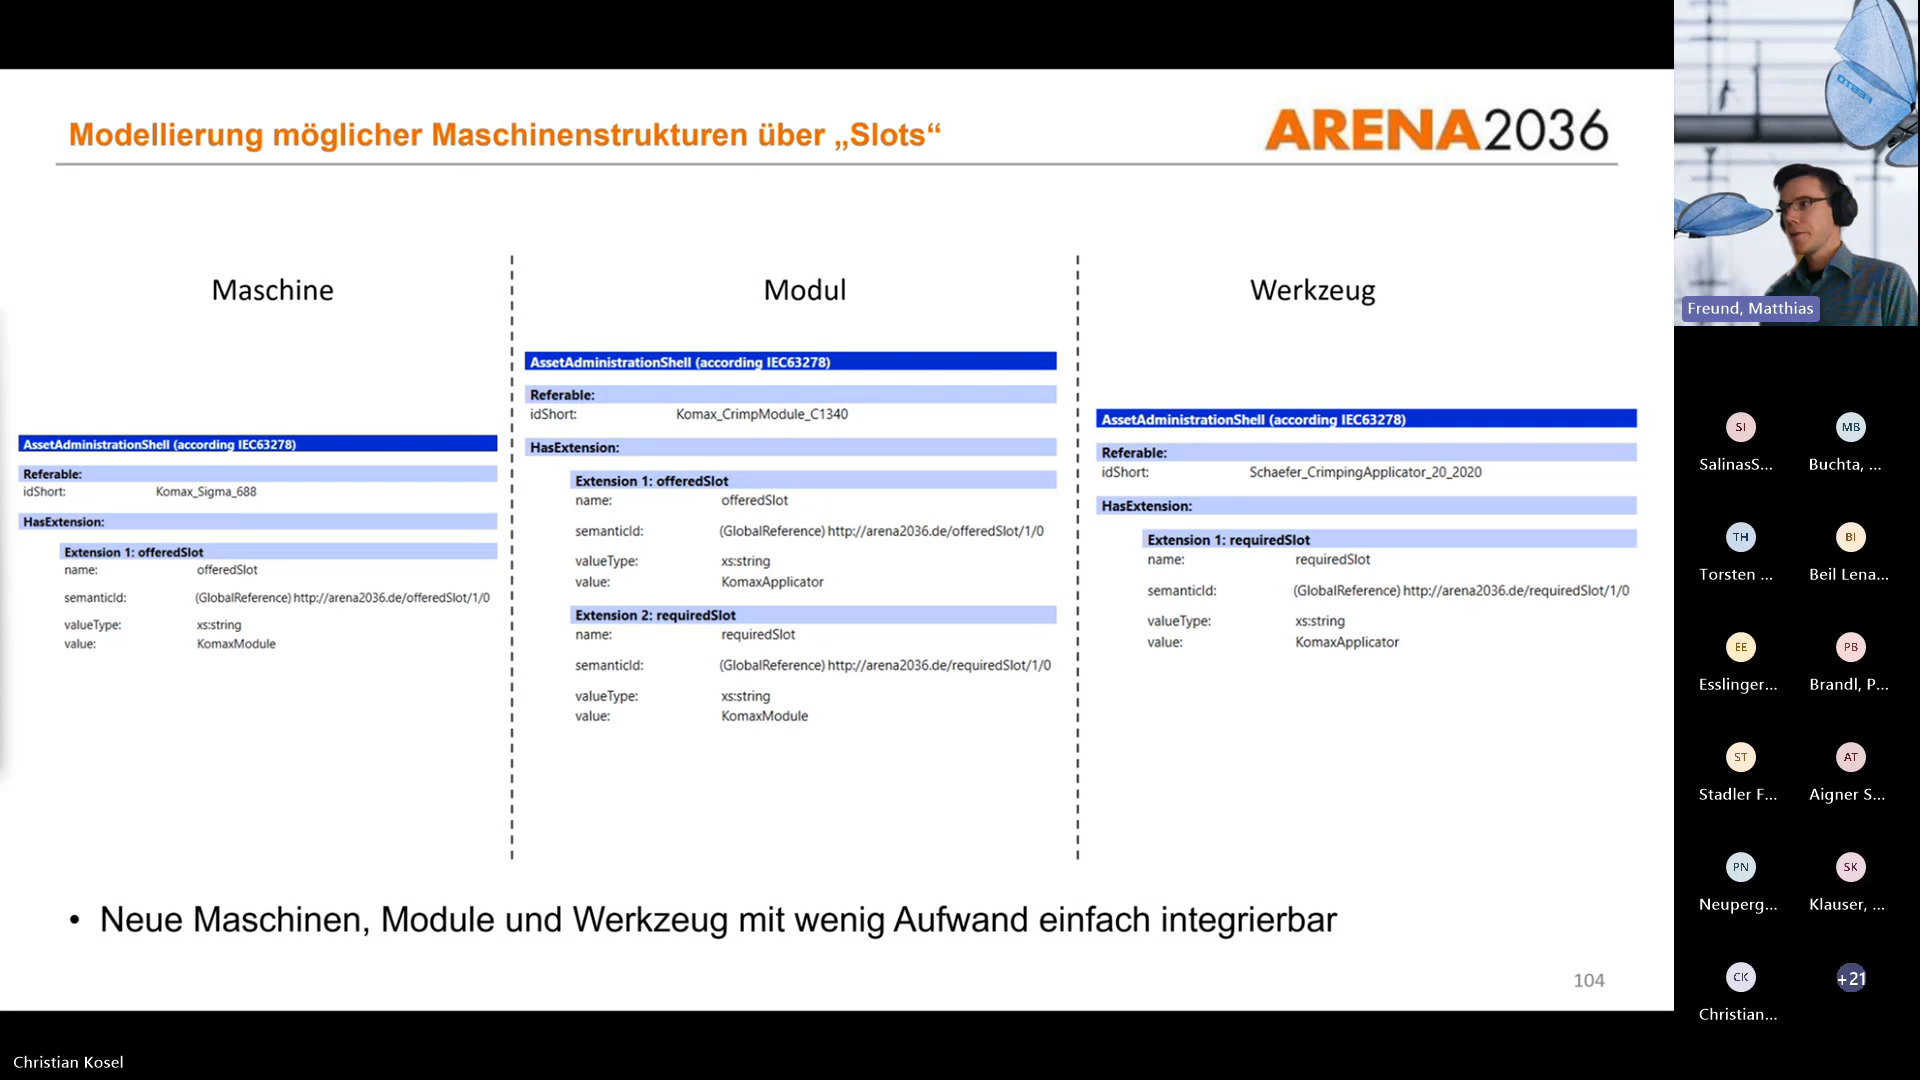 Modellierung möglicher Maschinenstrukturen über „Slots“
ARENA2036
Maschine
AssetAdministrationShell (according IEC63278)
Referable:
idShort: Komax_Sigma_688
HasExtension:
Extension 1: offeredSlot
name: offeredSlot
semanticId: (GlobalReference) http://arena2036.de/offeredSlot/1/0
valueType: xs:string
value: KomaxModule
Modul
AssetAdministrationShell (according IEC63278)
Referable:
idShort: Komax_CrimpModule_C1340
HasExtension:
Extension 1: offeredSlot
name: offeredSlot
semanticId: (GlobalReference) http://arena2036.de/offeredSlot/1/0
valueType: xs:string
value: KomaxApplicator
Extension 2: requiredSlot
name: requiredSlot
semanticId: (GlobalReference) http://arena2036.de/requiredSlot/1/0
valueType: xs:string
value: KomaxModule
Werkzeug
AssetAdministrationShell (according IEC63278)
Referable:
idShort: Schaefer_CrimpingApplicator_20_2020
HasExtension:
Extension 1: requiredSlot
name: requiredSlot
semanticId: (GlobalReference) http://arena2036.de/requiredSlot/1/0
valueType: xs:string
value: KomaxApplicator
• Neue Maschinen, Module und Werkzeug mit wenig Aufwand einfach integrierbar
104
FESTO
Freund, Matthias
SI MB
SalinasS... Buchta, ...
TH BI
Torsten ... Beil Lena...
EE PB
Esslinger... Brandl, P...
ST AT
Stadler F... Aigner S...
PN SK
Neuperg... Klauser, ...
CK +21
Christian...
Christian Kosel